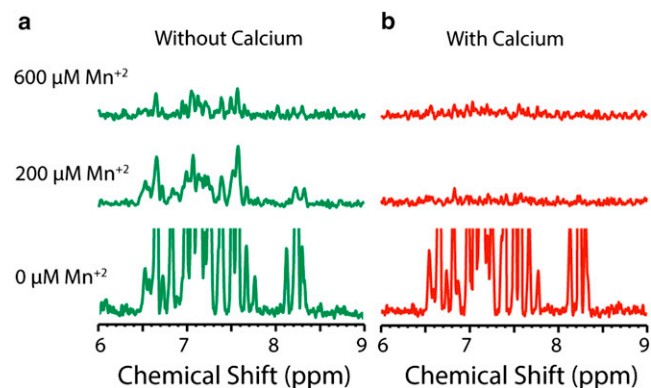 a
Without Calcium
b
With Calcium
600 μM Mn+2
200 μM Mn+2
0 μM Mn+2
6 7 8 9
6 7 8 9
Chemical Shift (ppm)
Chemical Shift (ppm)